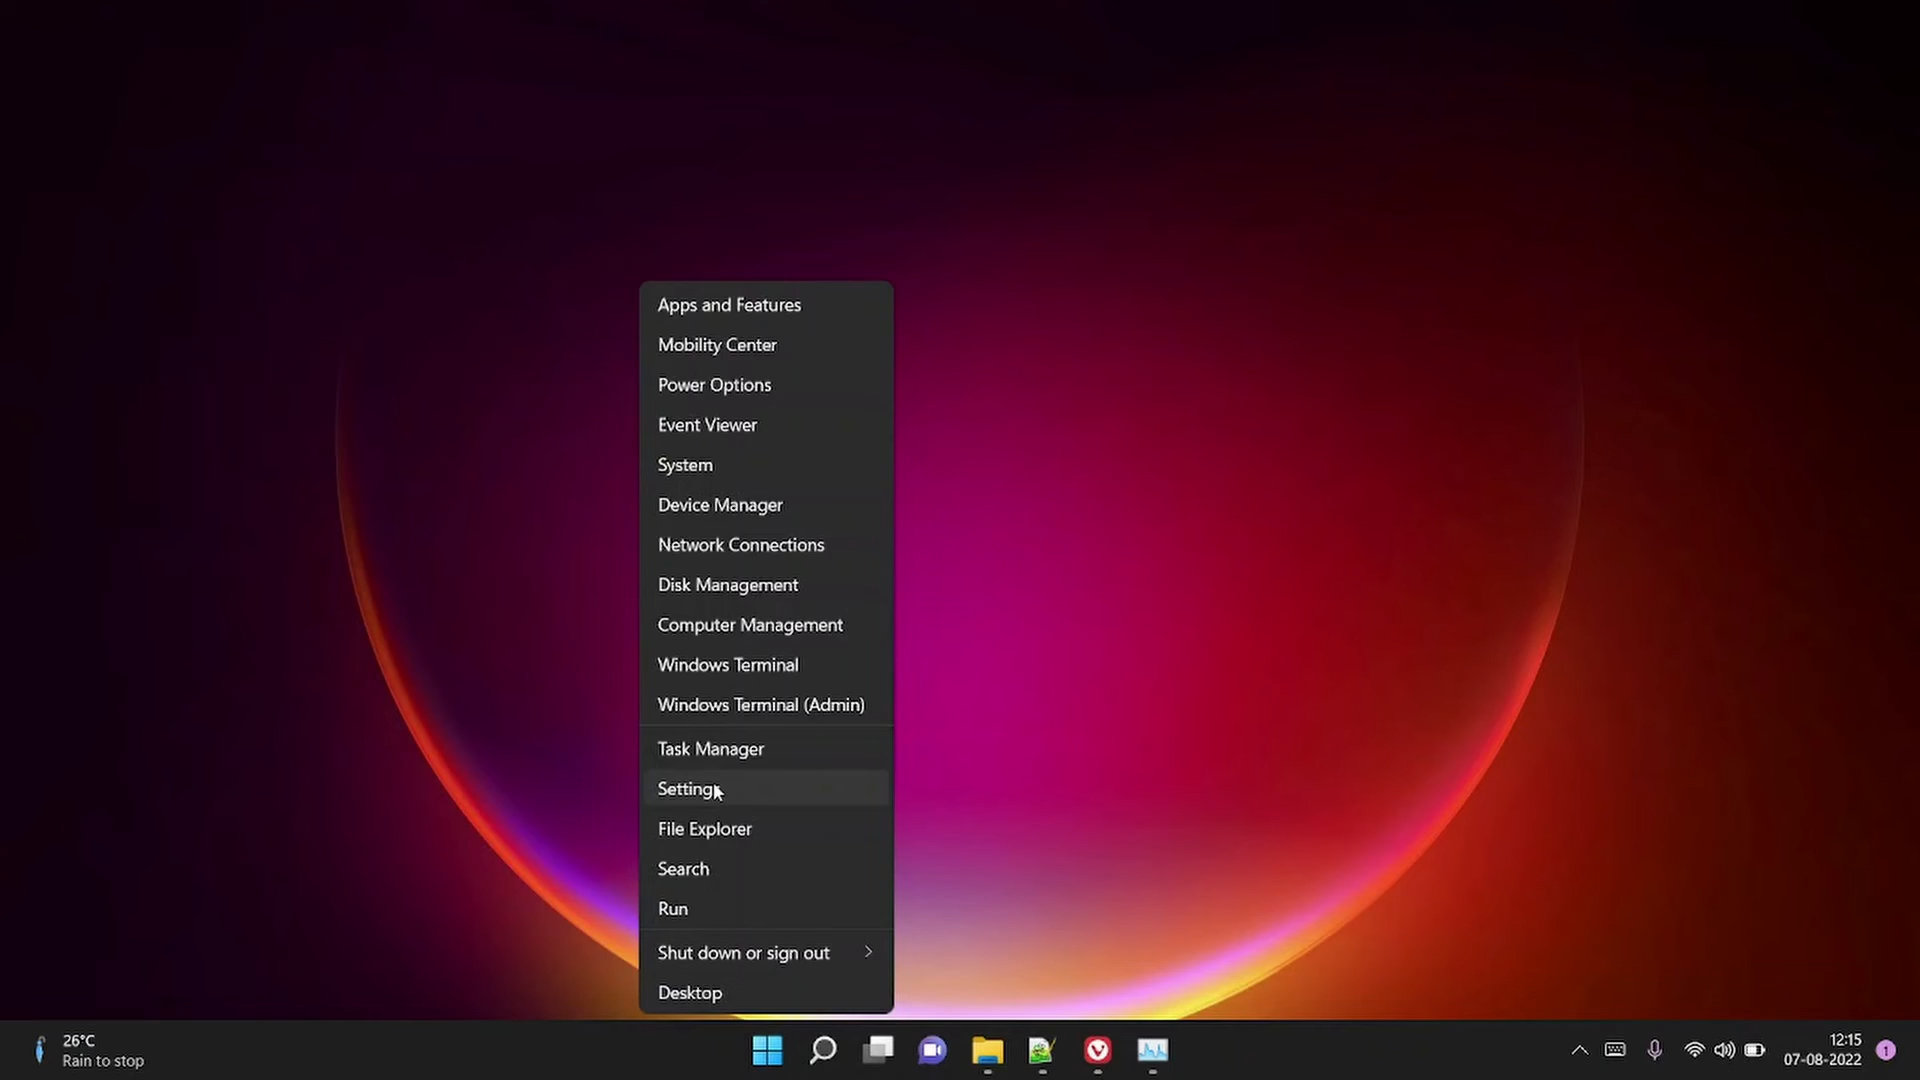 Apps and Features
Mobility Center
Power Options
Event Viewer
System
Device Manager
Network Connections
Disk Management
Computer Management
Windows Terminal
Windows Terminal (Admin)
Task Manager
Settings
File Explorer
Search
Run
Shut down or sign out
Desktop
26°C
Rain to stop
12:15
07-08-2022
1